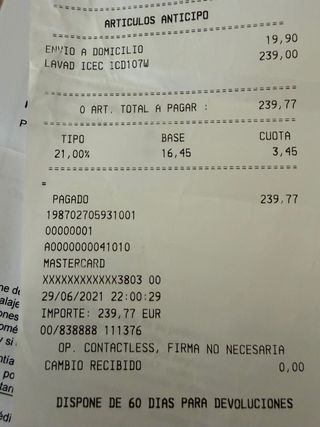 ARTICULOS ANTICIPO
ENVIO A DOMICILIO 19,90
LAVAD ICEC 1CD107W 239,00
0 ART. TOTAL A PAGAR : 239,77
TIPO BASE CUOTA
21,00% 16,45 3,45
=
PAGADO 239,77
198702705931001
00000001
A0000000041010
MASTERCARD
XXXXXXXXXXXX3803 00
29/06/2021 22:00:29
IMPORTE: 239,77 EUR
00/838888 111376
OP. CONTACTLESS, FIRMA NO NECESARIA
CAMBIO RECIBIDO 0,00
DISPONE DE 60 DIAS PARA DEVOLUCIONES